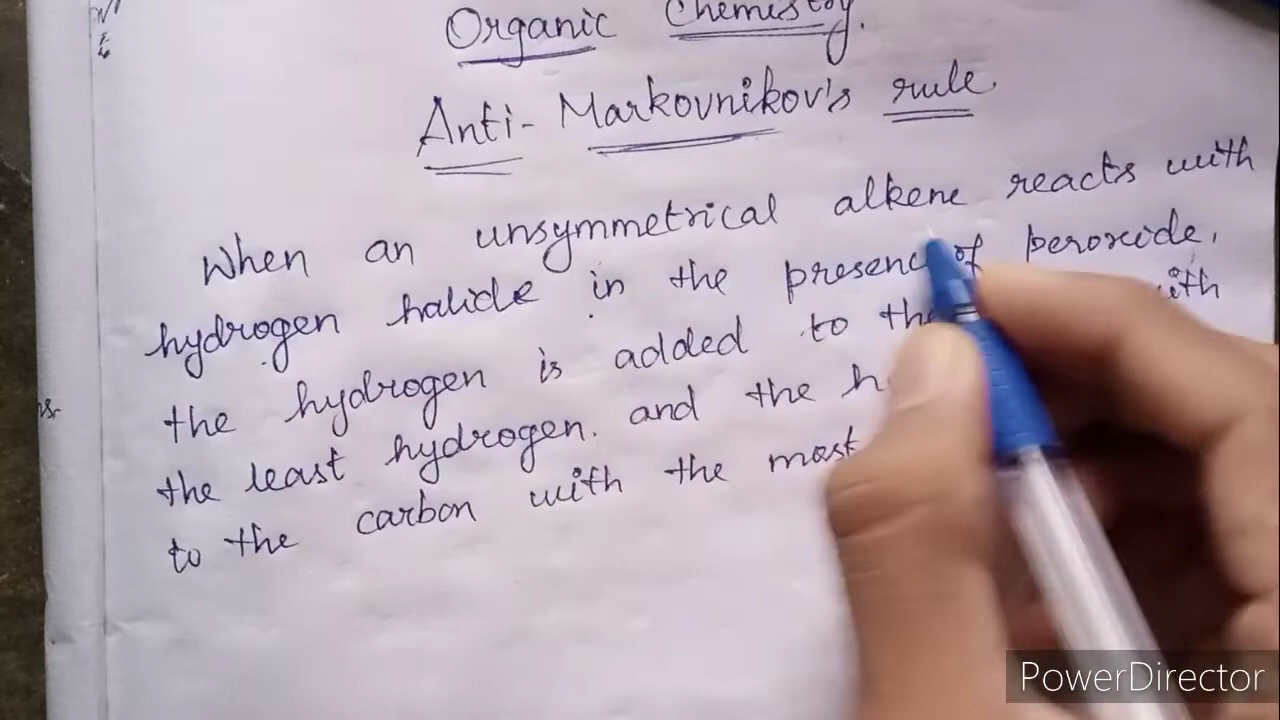 Organic Chemistry.
Anti-Markovnikov's rule.
When an unsymmetrical alkene reacts with
hydrogen halide in the presence of peroxide,
the hydrogen is added to the
the least hydrogen. and the
to the carbon with the most
PowerDirector